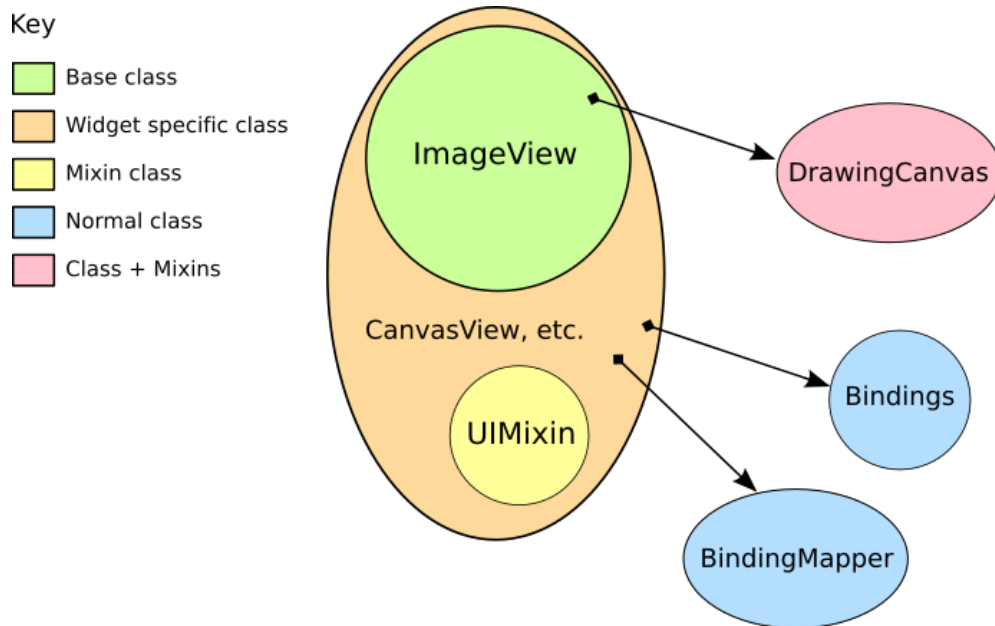 Key
Base class
Widget specific class
Mixin class
Normal class
Class + Mixins
ImageView
DrawingCanvas
CanvasView, etc.
Bindings
UIMixin
BindingMapper